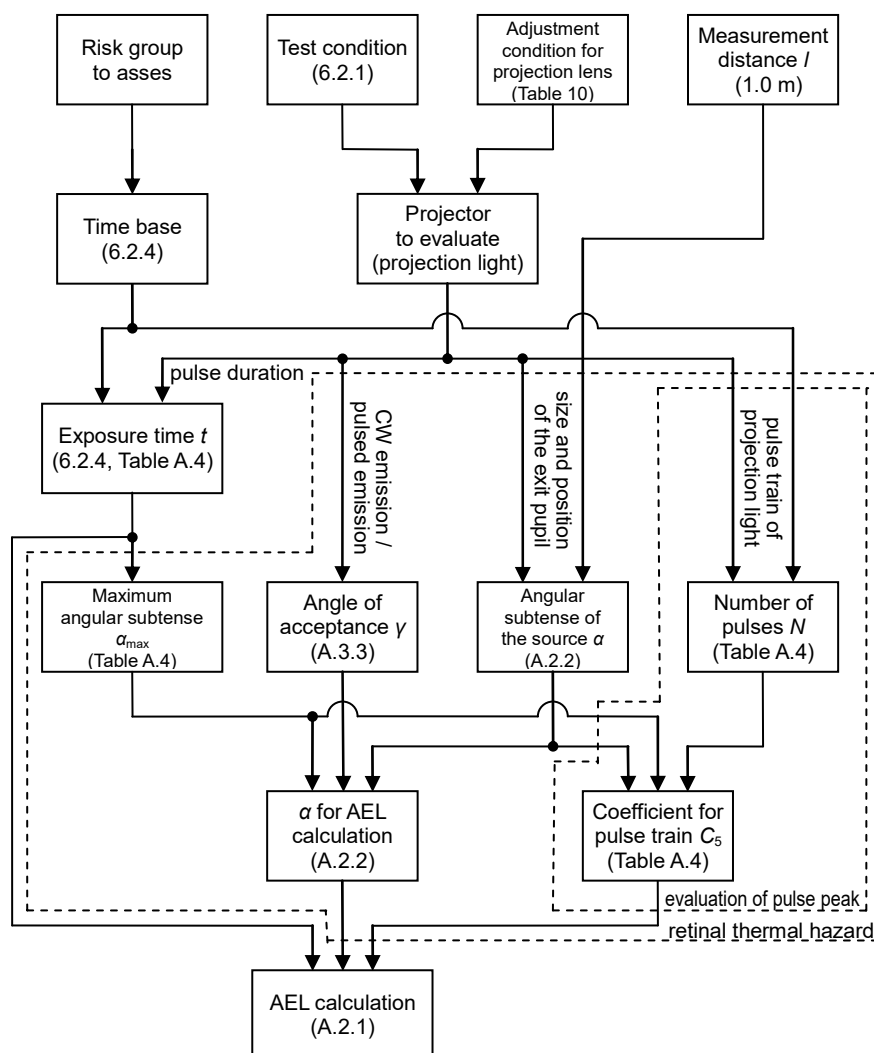 Risk group
to asses
Test condition
(6.2.1)
Adjustment
condition for
projection lens
(Table 10)
Measurement
distance l
(1.0 m)
Time base
(6.2.4)
Projector
to evaluate
(projection light)
pulse duration
Exposure time t
(6.2.4, Table A.4)
CW emission /
pulsed emission
size and position
of the exit pupil
pulse train of
projection light
Maximum
angular subtense
αmax
(Table A.4)
Angle of
acceptance γ
(A.3.3)
Angular
subtense of
the source α
(A.2.2)
Number of
pulses N
(Table A.4)
α for AEL
calculation
(A.2.2)
Coefficient for
pulse train C5
(Table A.4)
evaluation of pulse peak
retinal thermal hazard
AEL calculation
(A.2.1)